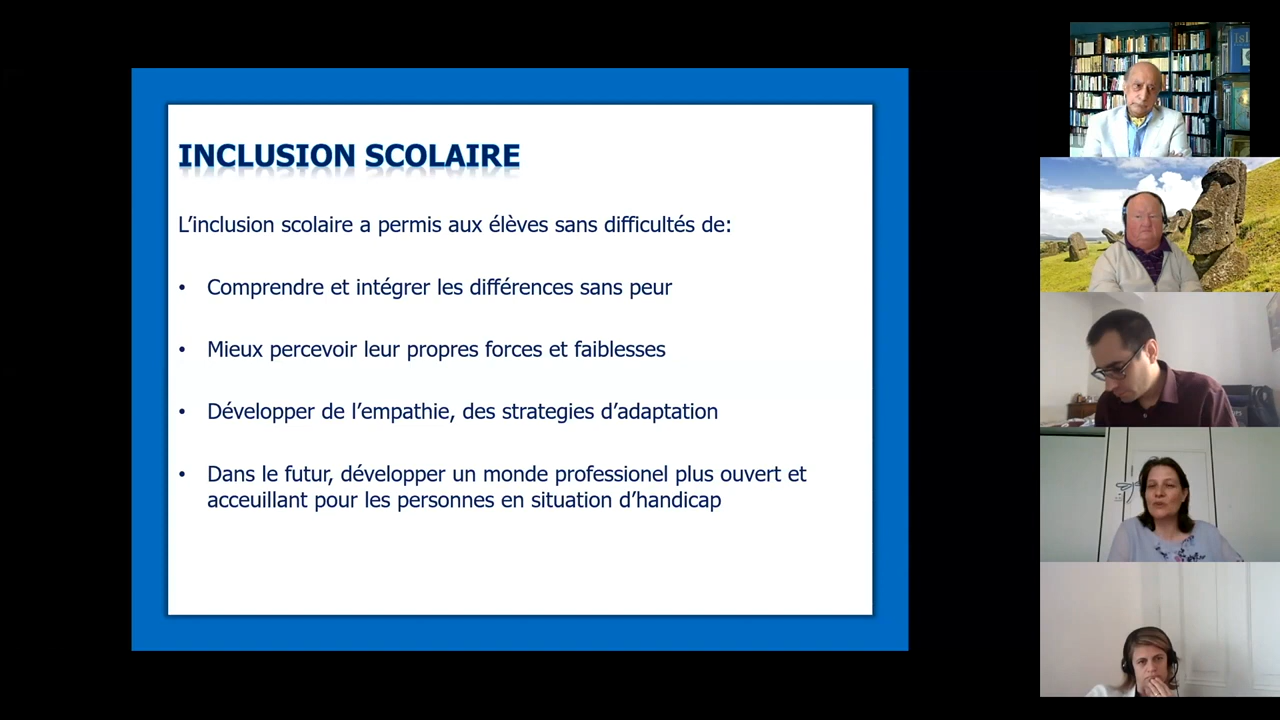 INCLUSION SCOLAIRE
L’inclusion scolaire a permis aux élèves sans difficultés de:
• Comprendre et intégrer les différences sans peur
• Mieux percevoir leur propres forces et faiblesses
• Développer de l’empathie, des strategies d’adaptation
• Dans le futur, développer un monde professionel plus ouvert et
acceuillant pour les personnes en situation d’handicap